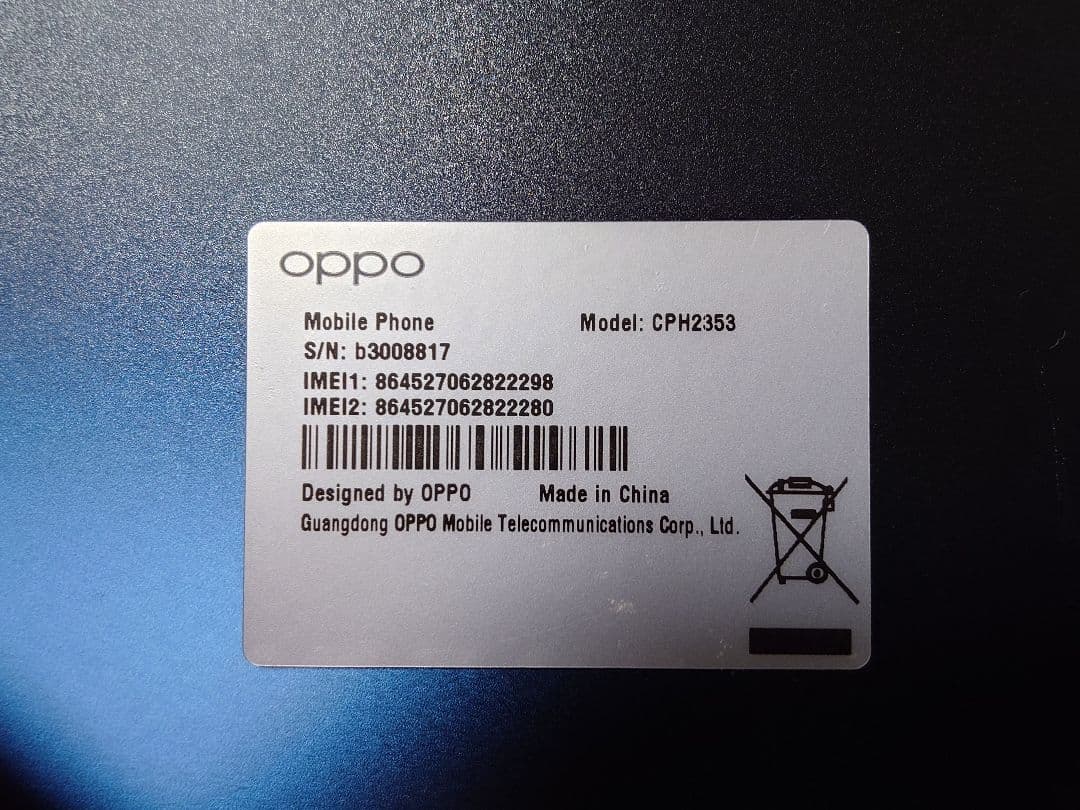 oppo
Mobile Phone Model: CPH2353
S/N: b3008817
IMEI1: 864527062822298
IMEI2: 864527062822280
Designed by OPPO Made in China
Guangdong OPPO Mobile Telecommunications Corp., Ltd.